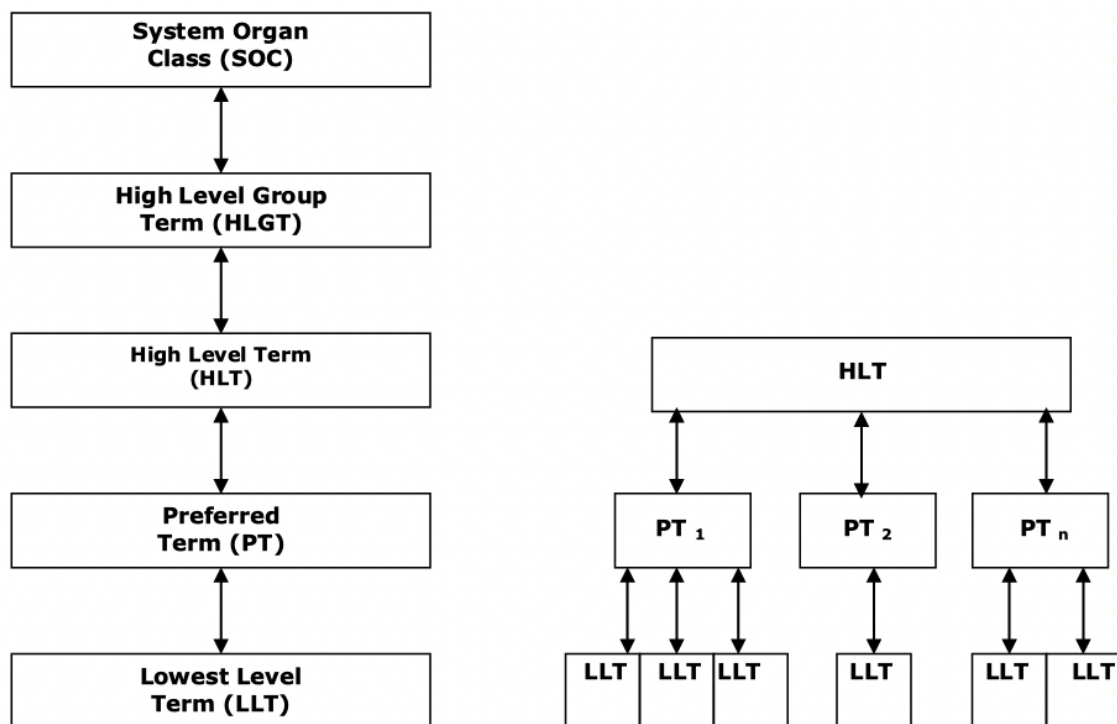 System Organ
Class (SOC)
High Level Group
Term (HLGT)
High Level Term
(HLT)
Preferred
Term (PT)
Lowest Level
Term (LLT)
HLT
PT 1
PT 2
PT n
LLT
LLT
LLT
LLT
LLT
LLT